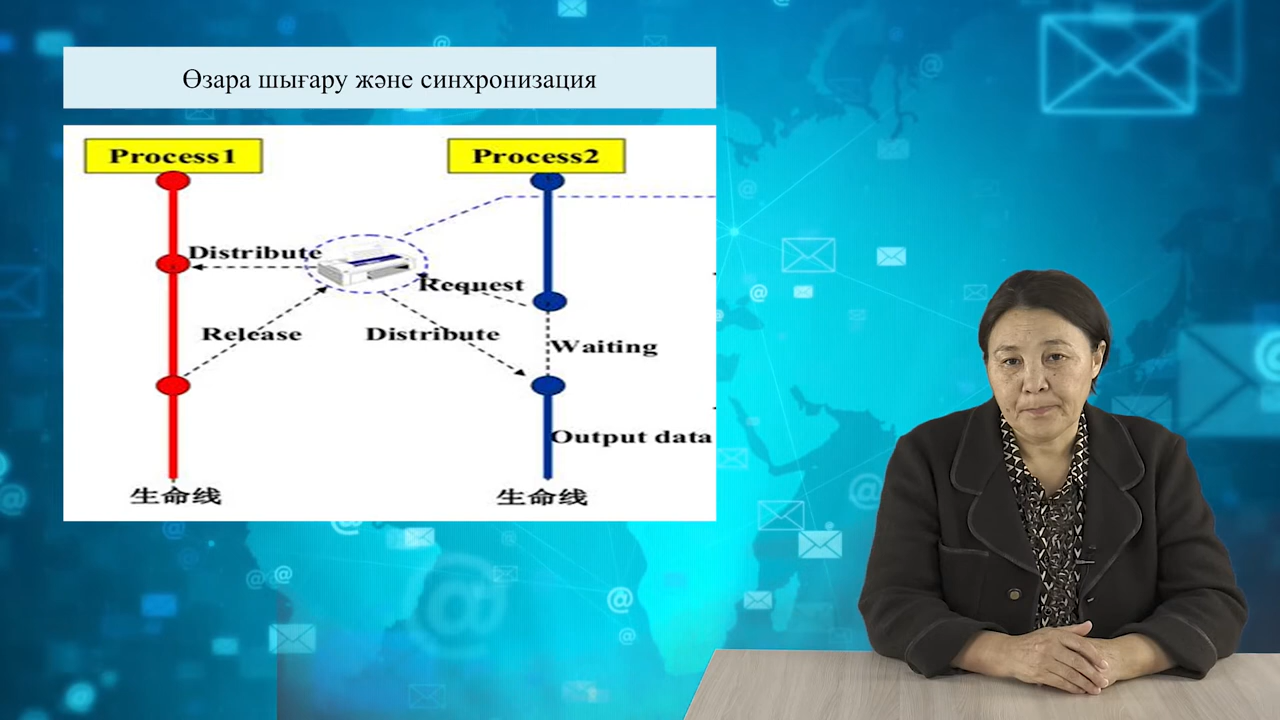 Өзара шығару және синхронизация
Process1
Process2
Distribute
Request
Release
Distribute
Waiting
Output data
生命线
生命线